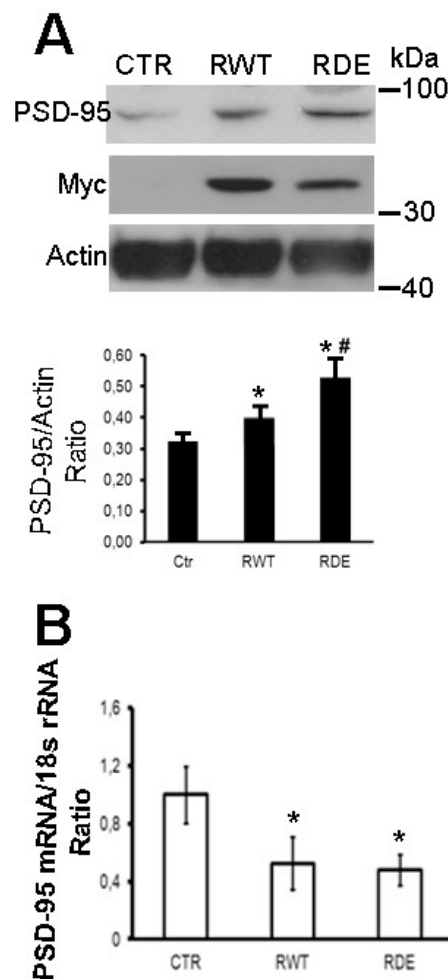 A
CTR RWT RDE kDa
100
PSD-95
Myc
30
Actin
40
PSD-95/Actin
Ratio
0,60
0,50
0,40
0,30
0,20
0,10
0,00
*
* #
Ctr RWT RDE
B
PSD-95 mRNA/18s rRNA
Ratio
1,6
1,2
0,8
0,4
0
*
*
CTR RWT RDE